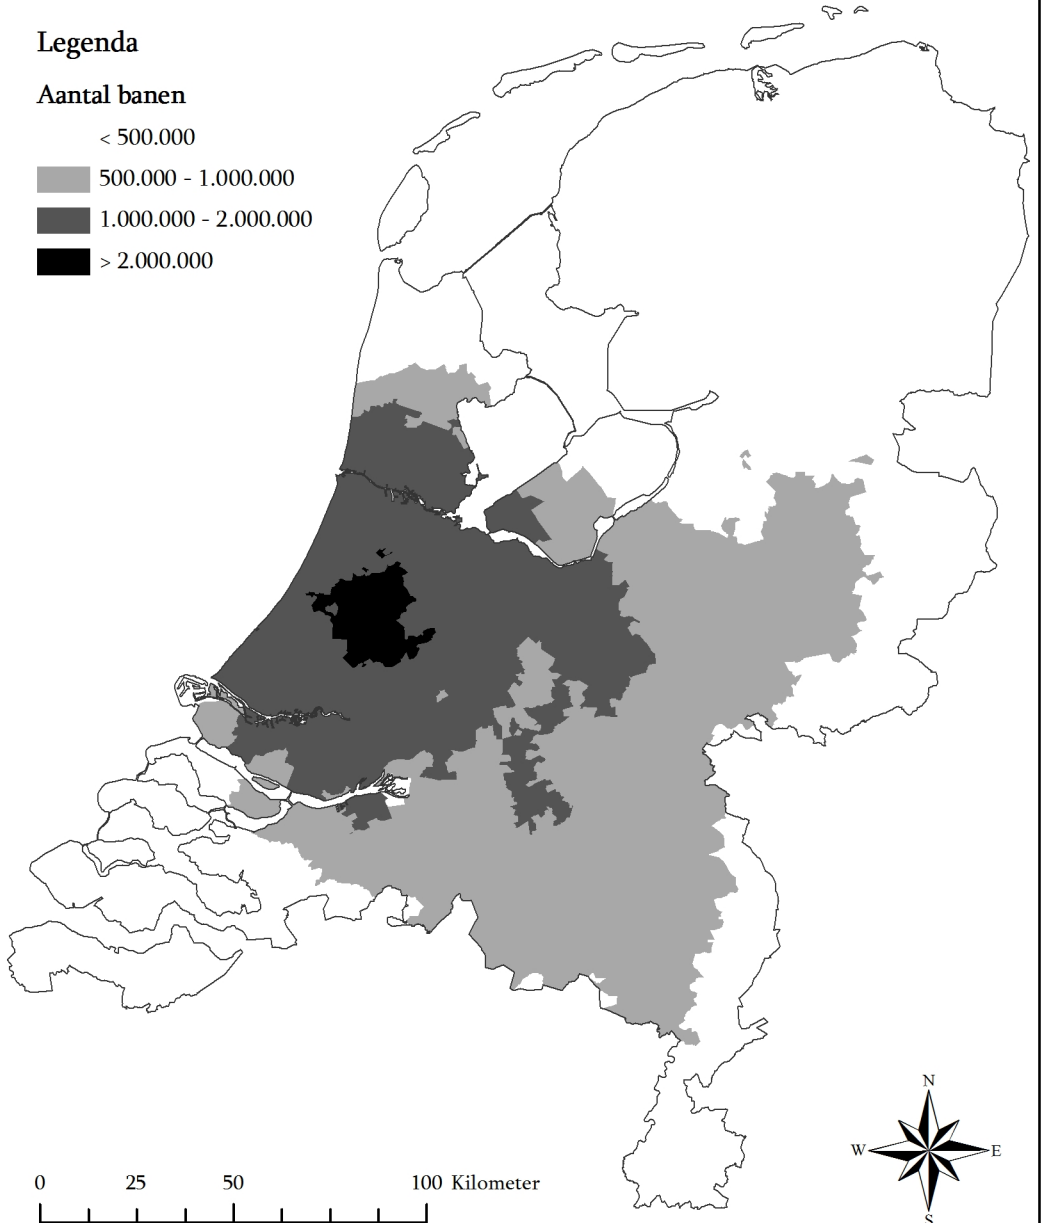 Legenda
Aantal banen
< 500.000
500.000 - 1.000.000
1.000.000 - 2.000.000
> 2.000.000
N
W E
S
0 25 50 100 Kilometer